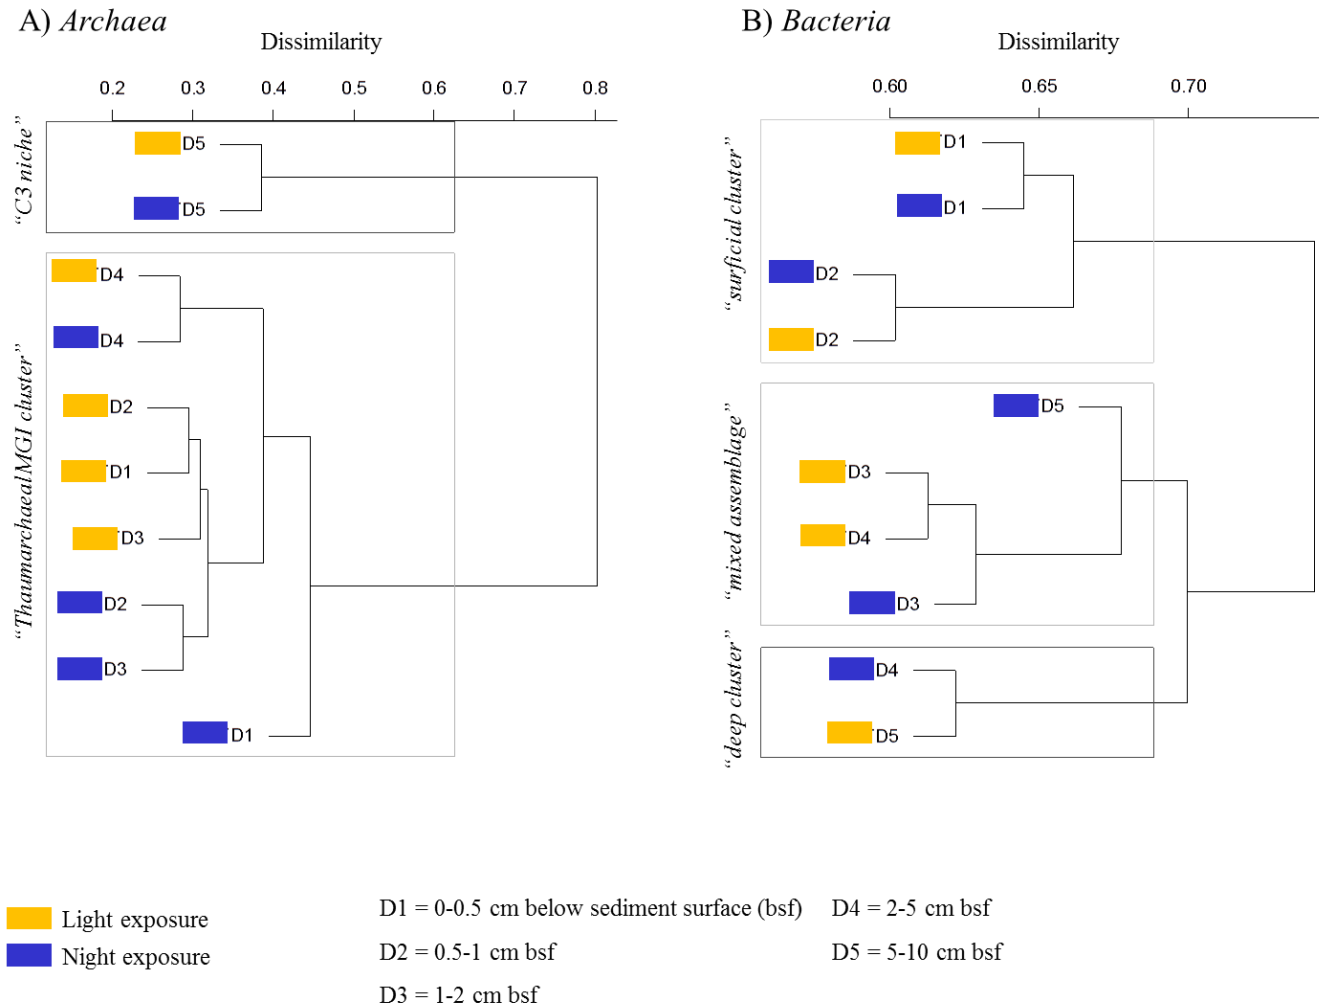 A) Archaea
Dissimilarity
0.2 0.3 0.4 0.5 0.6 0.7 0.8
“C3 niche”
D5
D5
“ThaumarchaealMGI cluster”
D4
D4
D2
D1
D3
D2
D3
D1
B) Bacteria
Dissimilarity
0.60 0.65 0.70
“surficial cluster”
D1
D1
D2
D2
“mixed assemblage”
D5
D3
D4
D3
“deep cluster”
D4
D5
Light exposure
Night exposure
D1 = 0-0.5 cm below sediment surface (bsf)
D2 = 0.5-1 cm bsf
D3 = 1-2 cm bsf
D4 = 2-5 cm bsf
D5 = 5-10 cm bsf